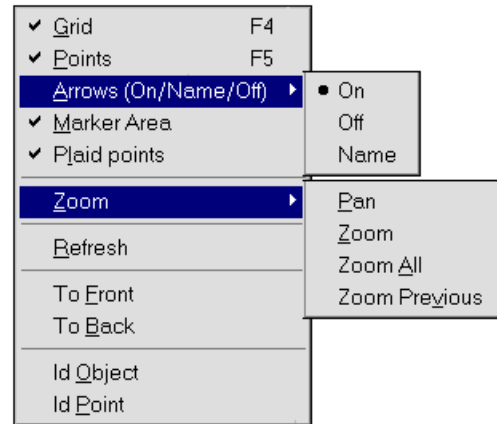 Grid F4
Points F5
Arrows (On/Name/Off)
Marker Area
Plaid points
Zoom
Refresh
To Front
To Back
Id Object
Id Point
On
Off
Name
Pan
Zoom
Zoom All
Zoom Previous